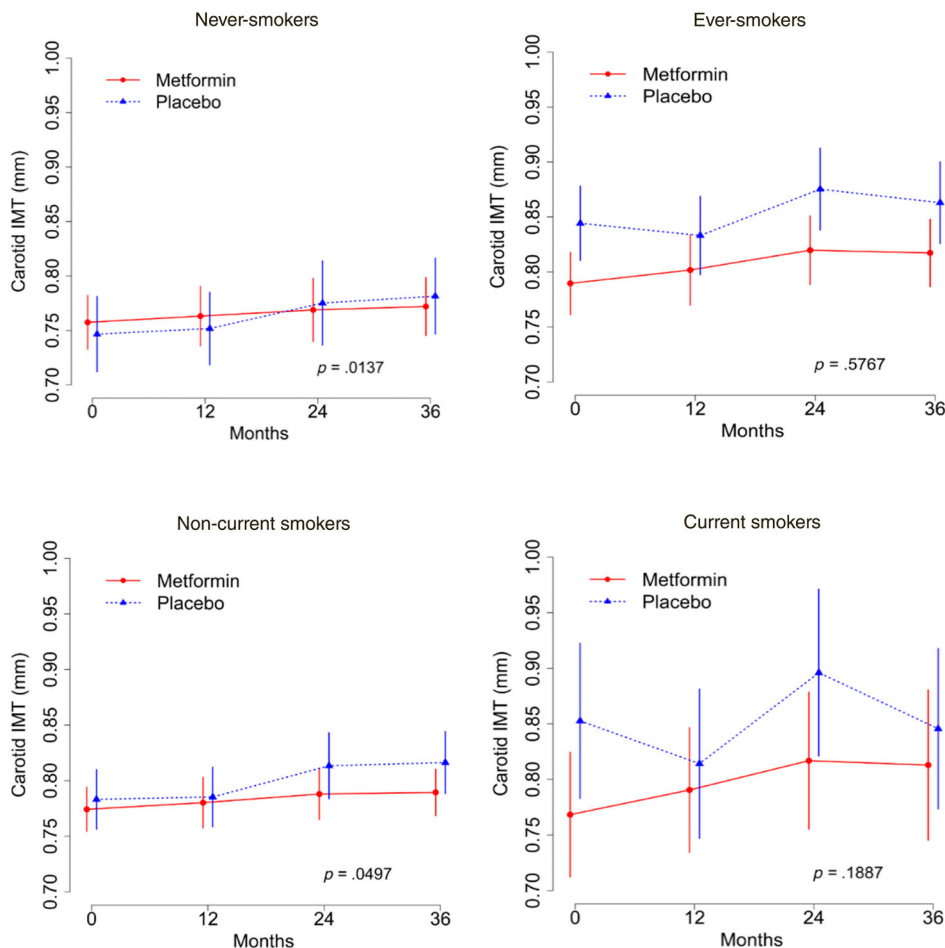 Never-smokers
Carotid IMT (mm)
1.00
0.95
0.90
0.85
0.80
0.75
0.70
Metformin
Placebo
p = .0137
0 12 24 36
Months
Ever-smokers
Carotid IMT (mm)
1.00
0.95
0.90
0.85
0.80
0.75
0.70
Metformin
Placebo
p = .5767
0 12 24 36
Months
Non-current smokers
Carotid IMT (mm)
1.00
0.95
0.90
0.85
0.80
0.75
0.70
Metformin
Placebo
p = .0497
0 12 24 36
Months
Current smokers
Carotid IMT (mm)
1.00
0.95
0.90
0.85
0.80
0.75
0.70
Metformin
Placebo
p = .1887
0 12 24 36
Months